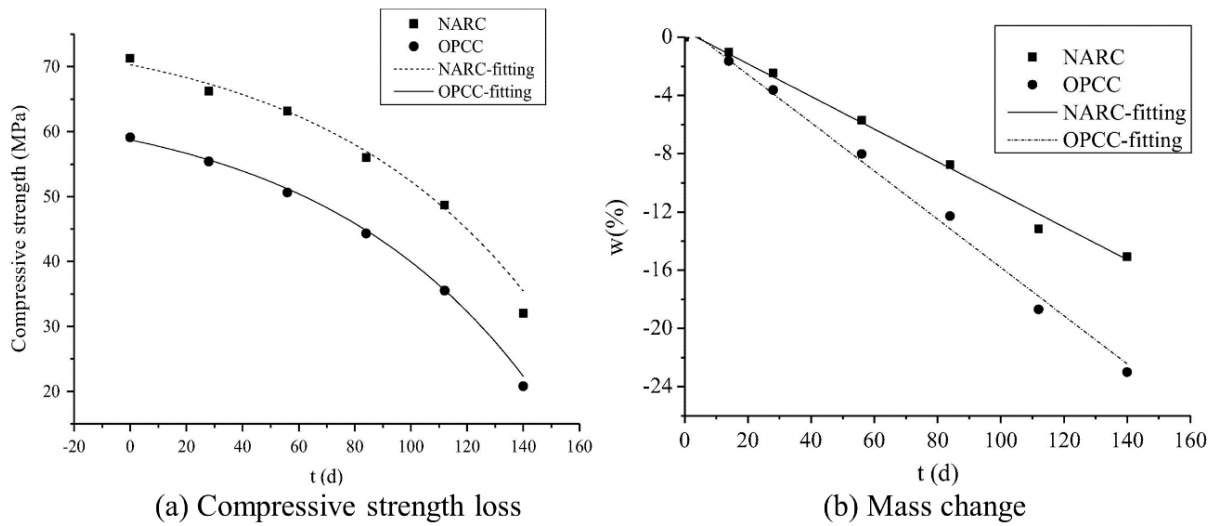 NARC
OPCC
NARC-fitting
OPCC-fitting
70
60
50
40
30
20
Compressive strength (MPa)
-20 0 20 40 60 80 100 120 140 160
t (d)
(a) Compressive strength loss
NARC
OPCC
NARC-fitting
OPCC-fitting
0
-4
-8
-12
-16
-20
-24
w(%)
0 20 40 60 80 100 120 140 160
t (d)
(b) Mass change